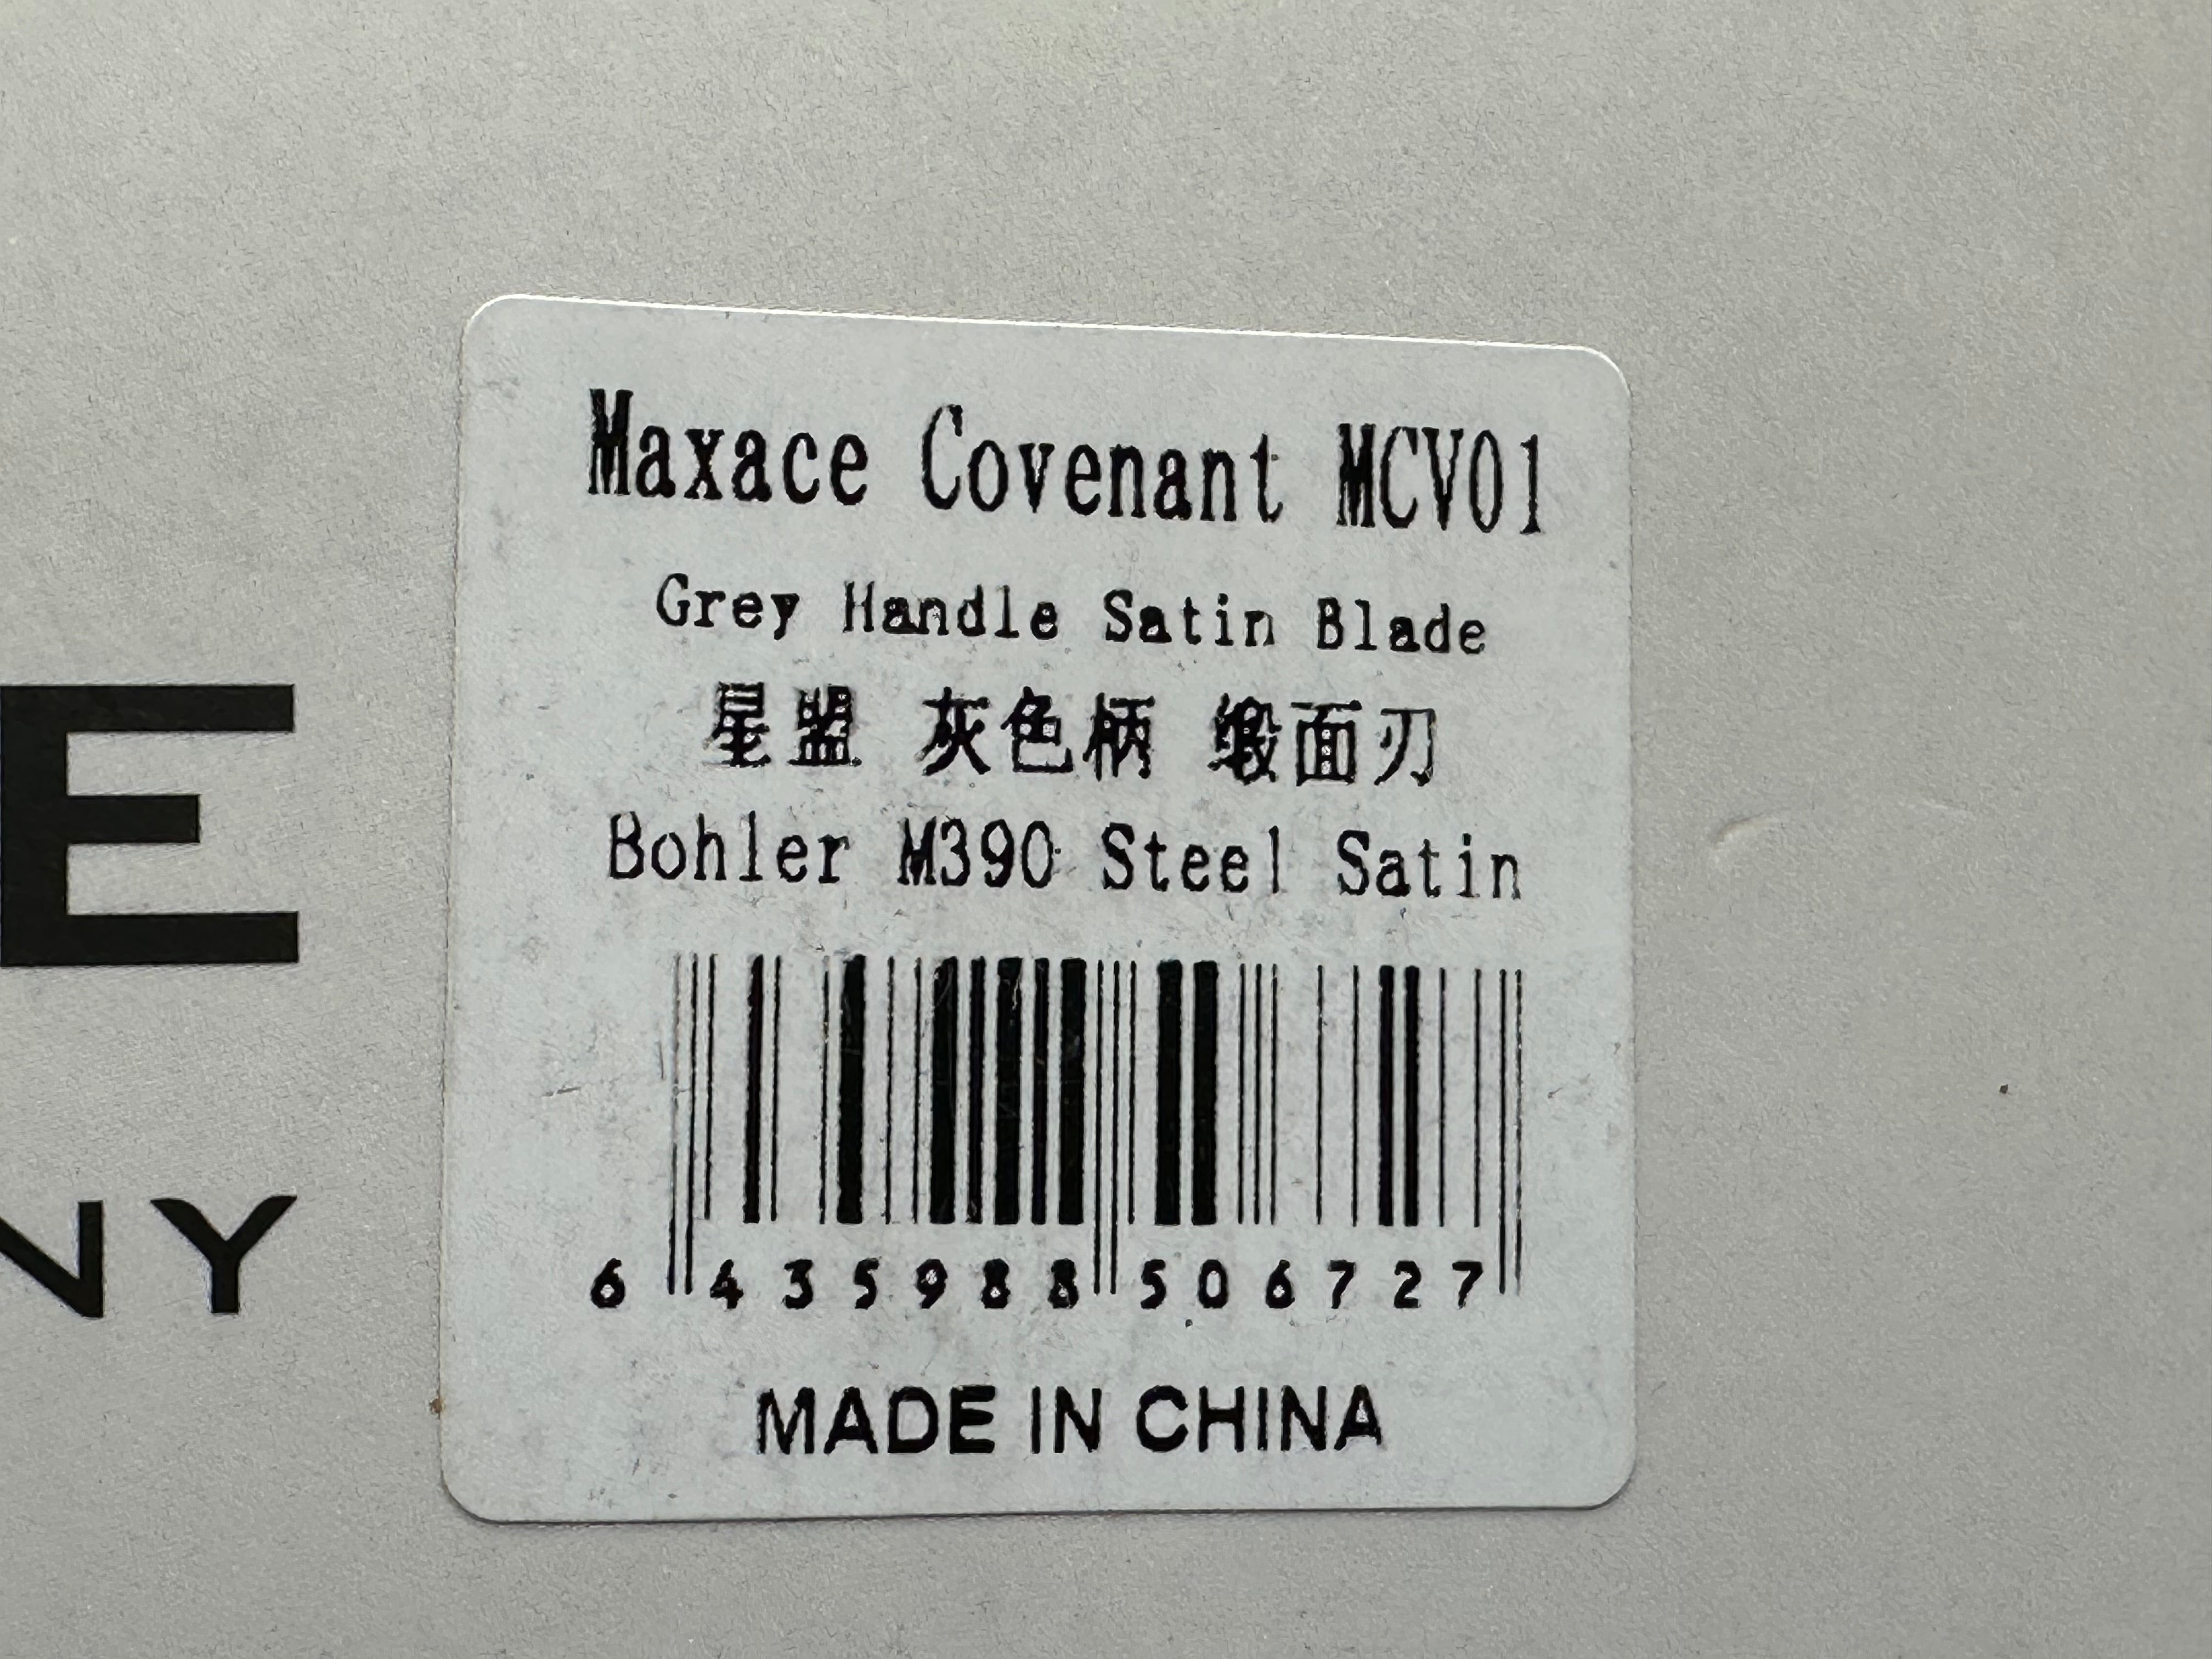 Maxace Covenant MCV01
Grey Handle Satin Blade
星盟 灰色柄 缎面刃
Bohler M390 Steel Satin
E
NY
6 435988 506727
MADE IN CHINA